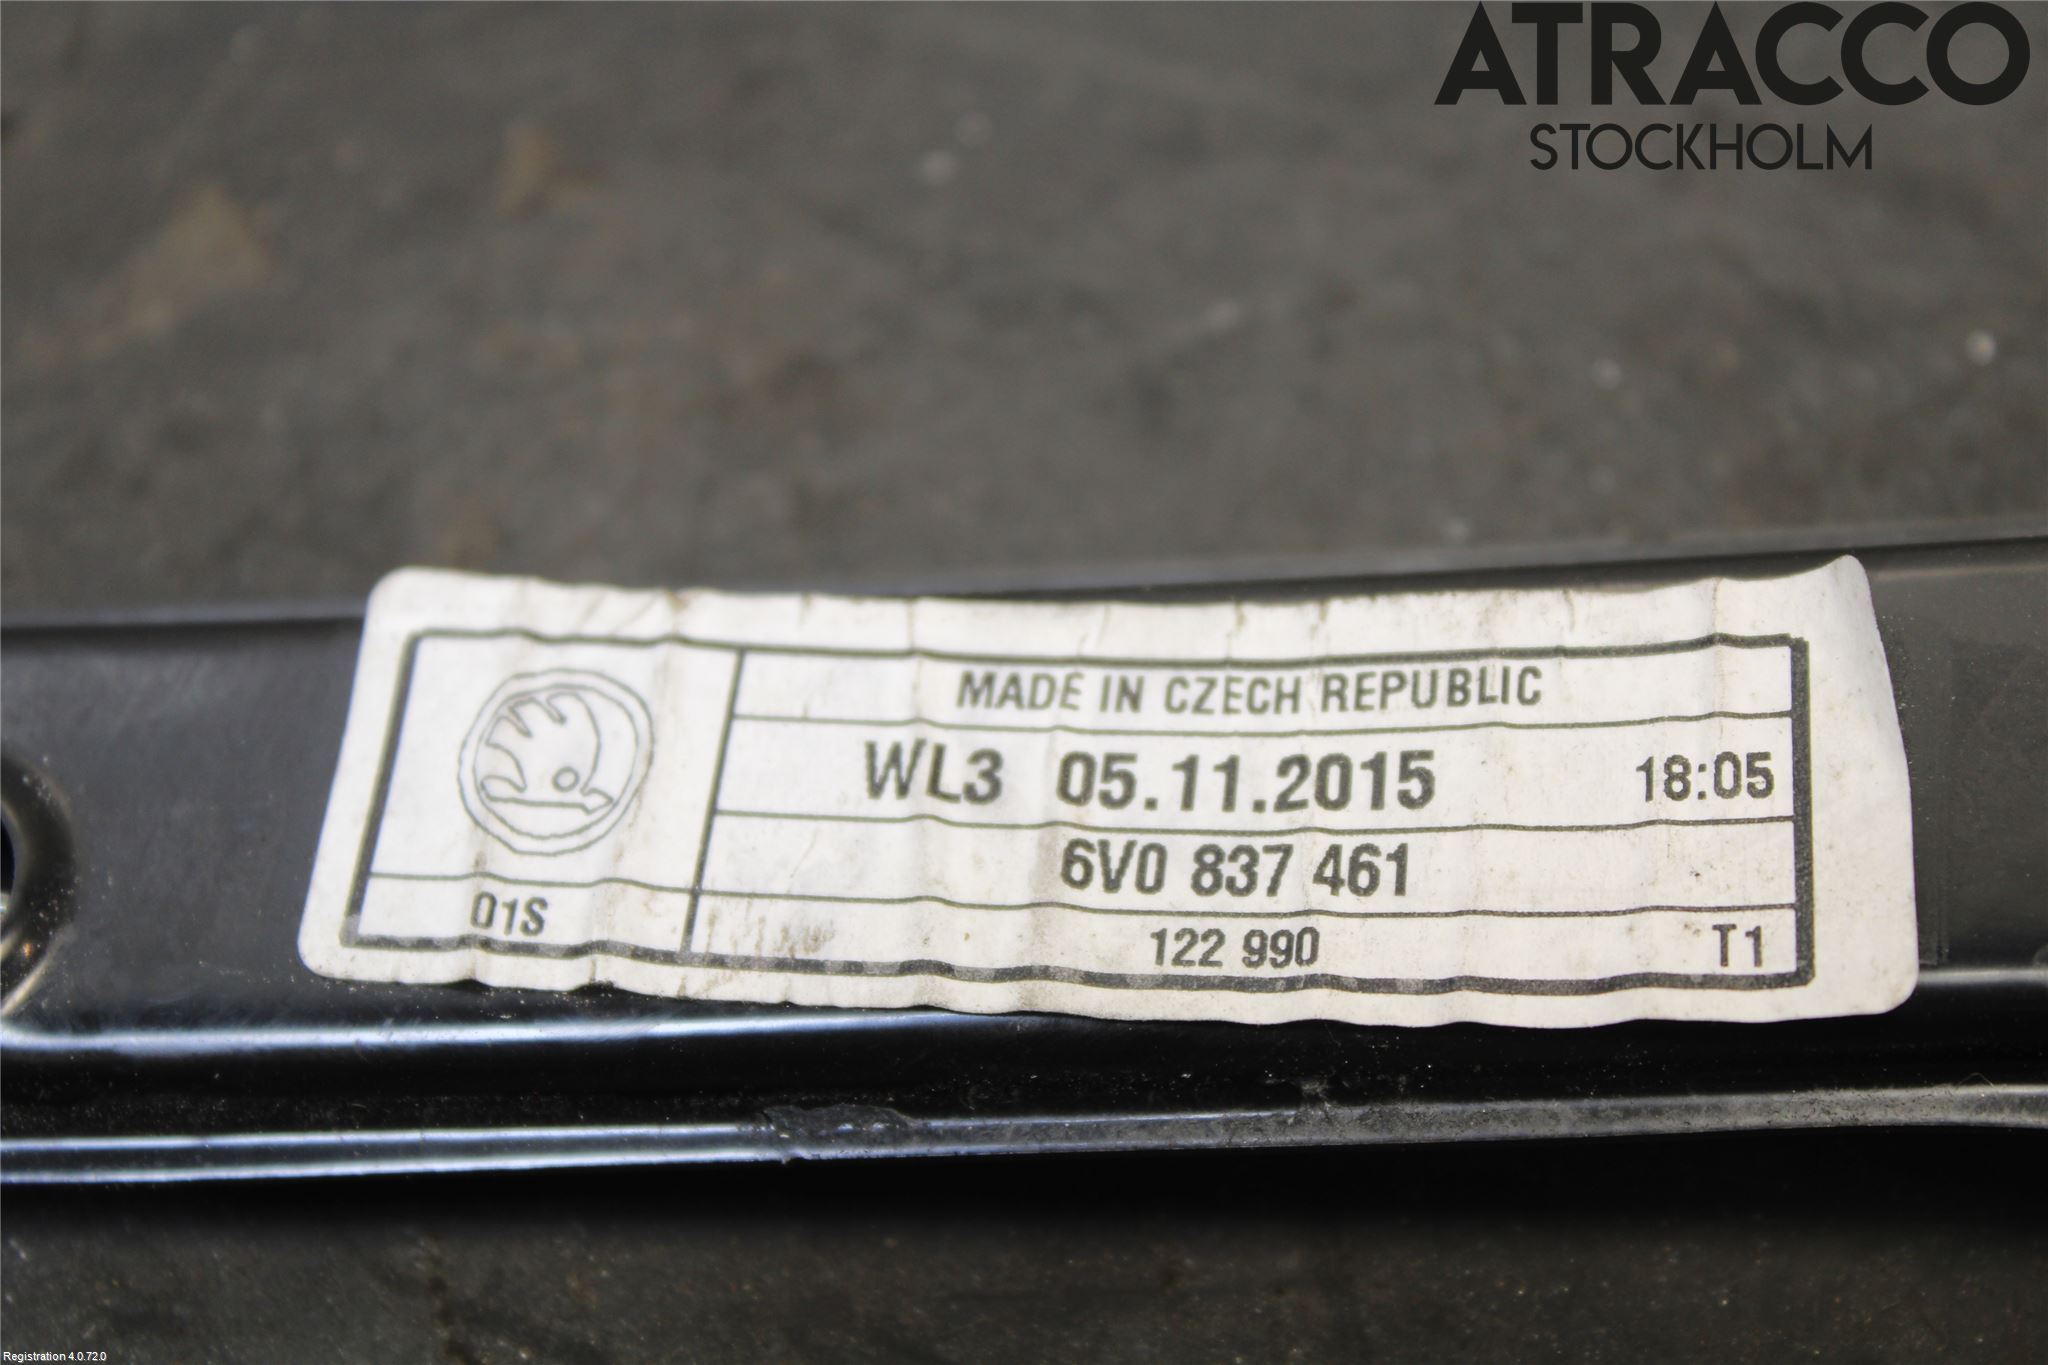 ATRACCO
STOCKHOLM
MADE IN CZECH REPUBLIC
WL3 05.11.2015 18:05
6V0 837 461
01S 122 990 T1
Registration 4.0.72.0